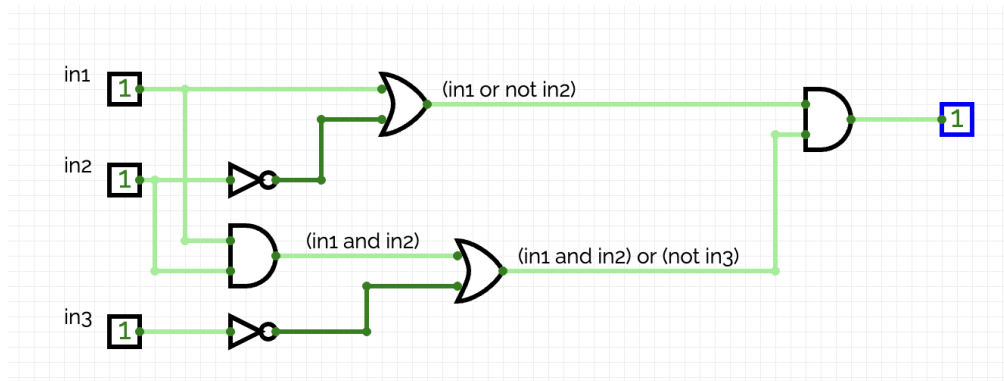 in1
1
(in1 or not in2)
1
in2
1
(in1 and in2)
(in1 and in2) or (not in3)
in3
1